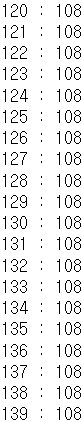 120 : 108
121 : 108
122 : 108
123 : 108
124 : 108
125 : 108
126 : 108
127 : 108
128 : 108
129 : 108
130 : 108
131 : 108
132 : 108
133 : 108
134 : 108
135 : 108
136 : 108
137 : 108
138 : 108
139 : 108